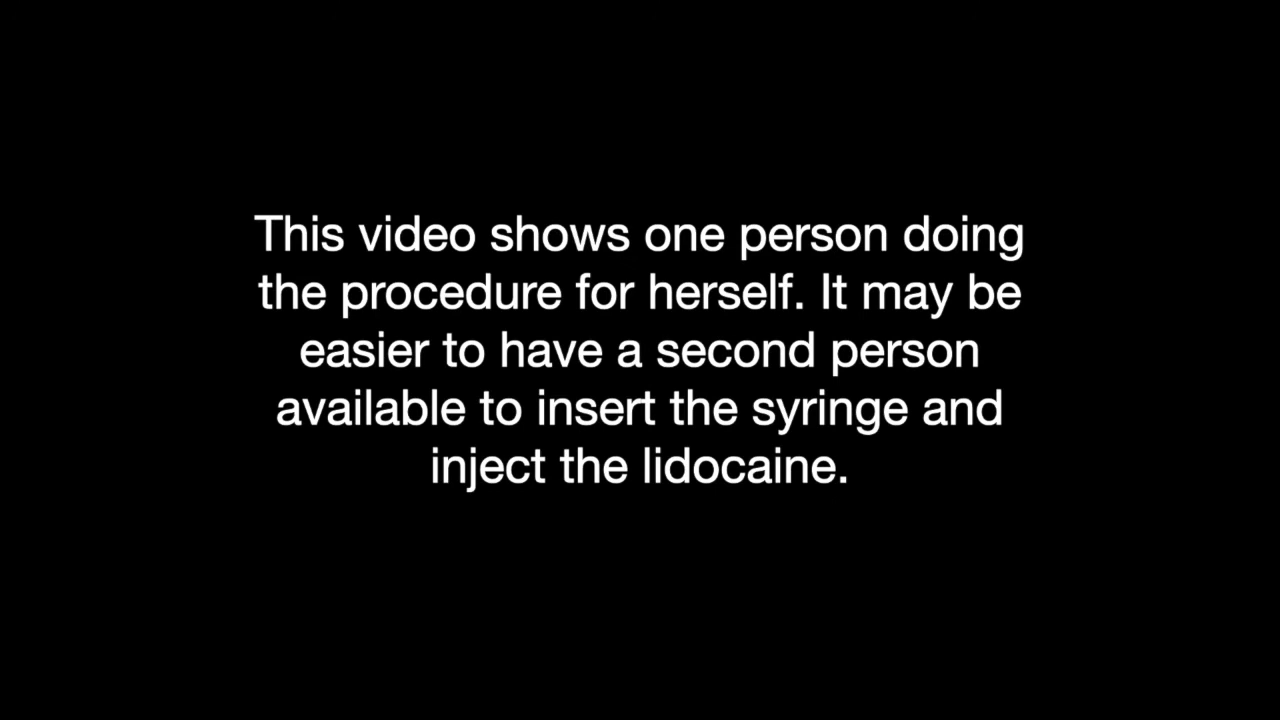 This video shows one person doing
the procedure for herself. It may be
easier to have a second person
available to insert the syringe and
inject the lidocaine.